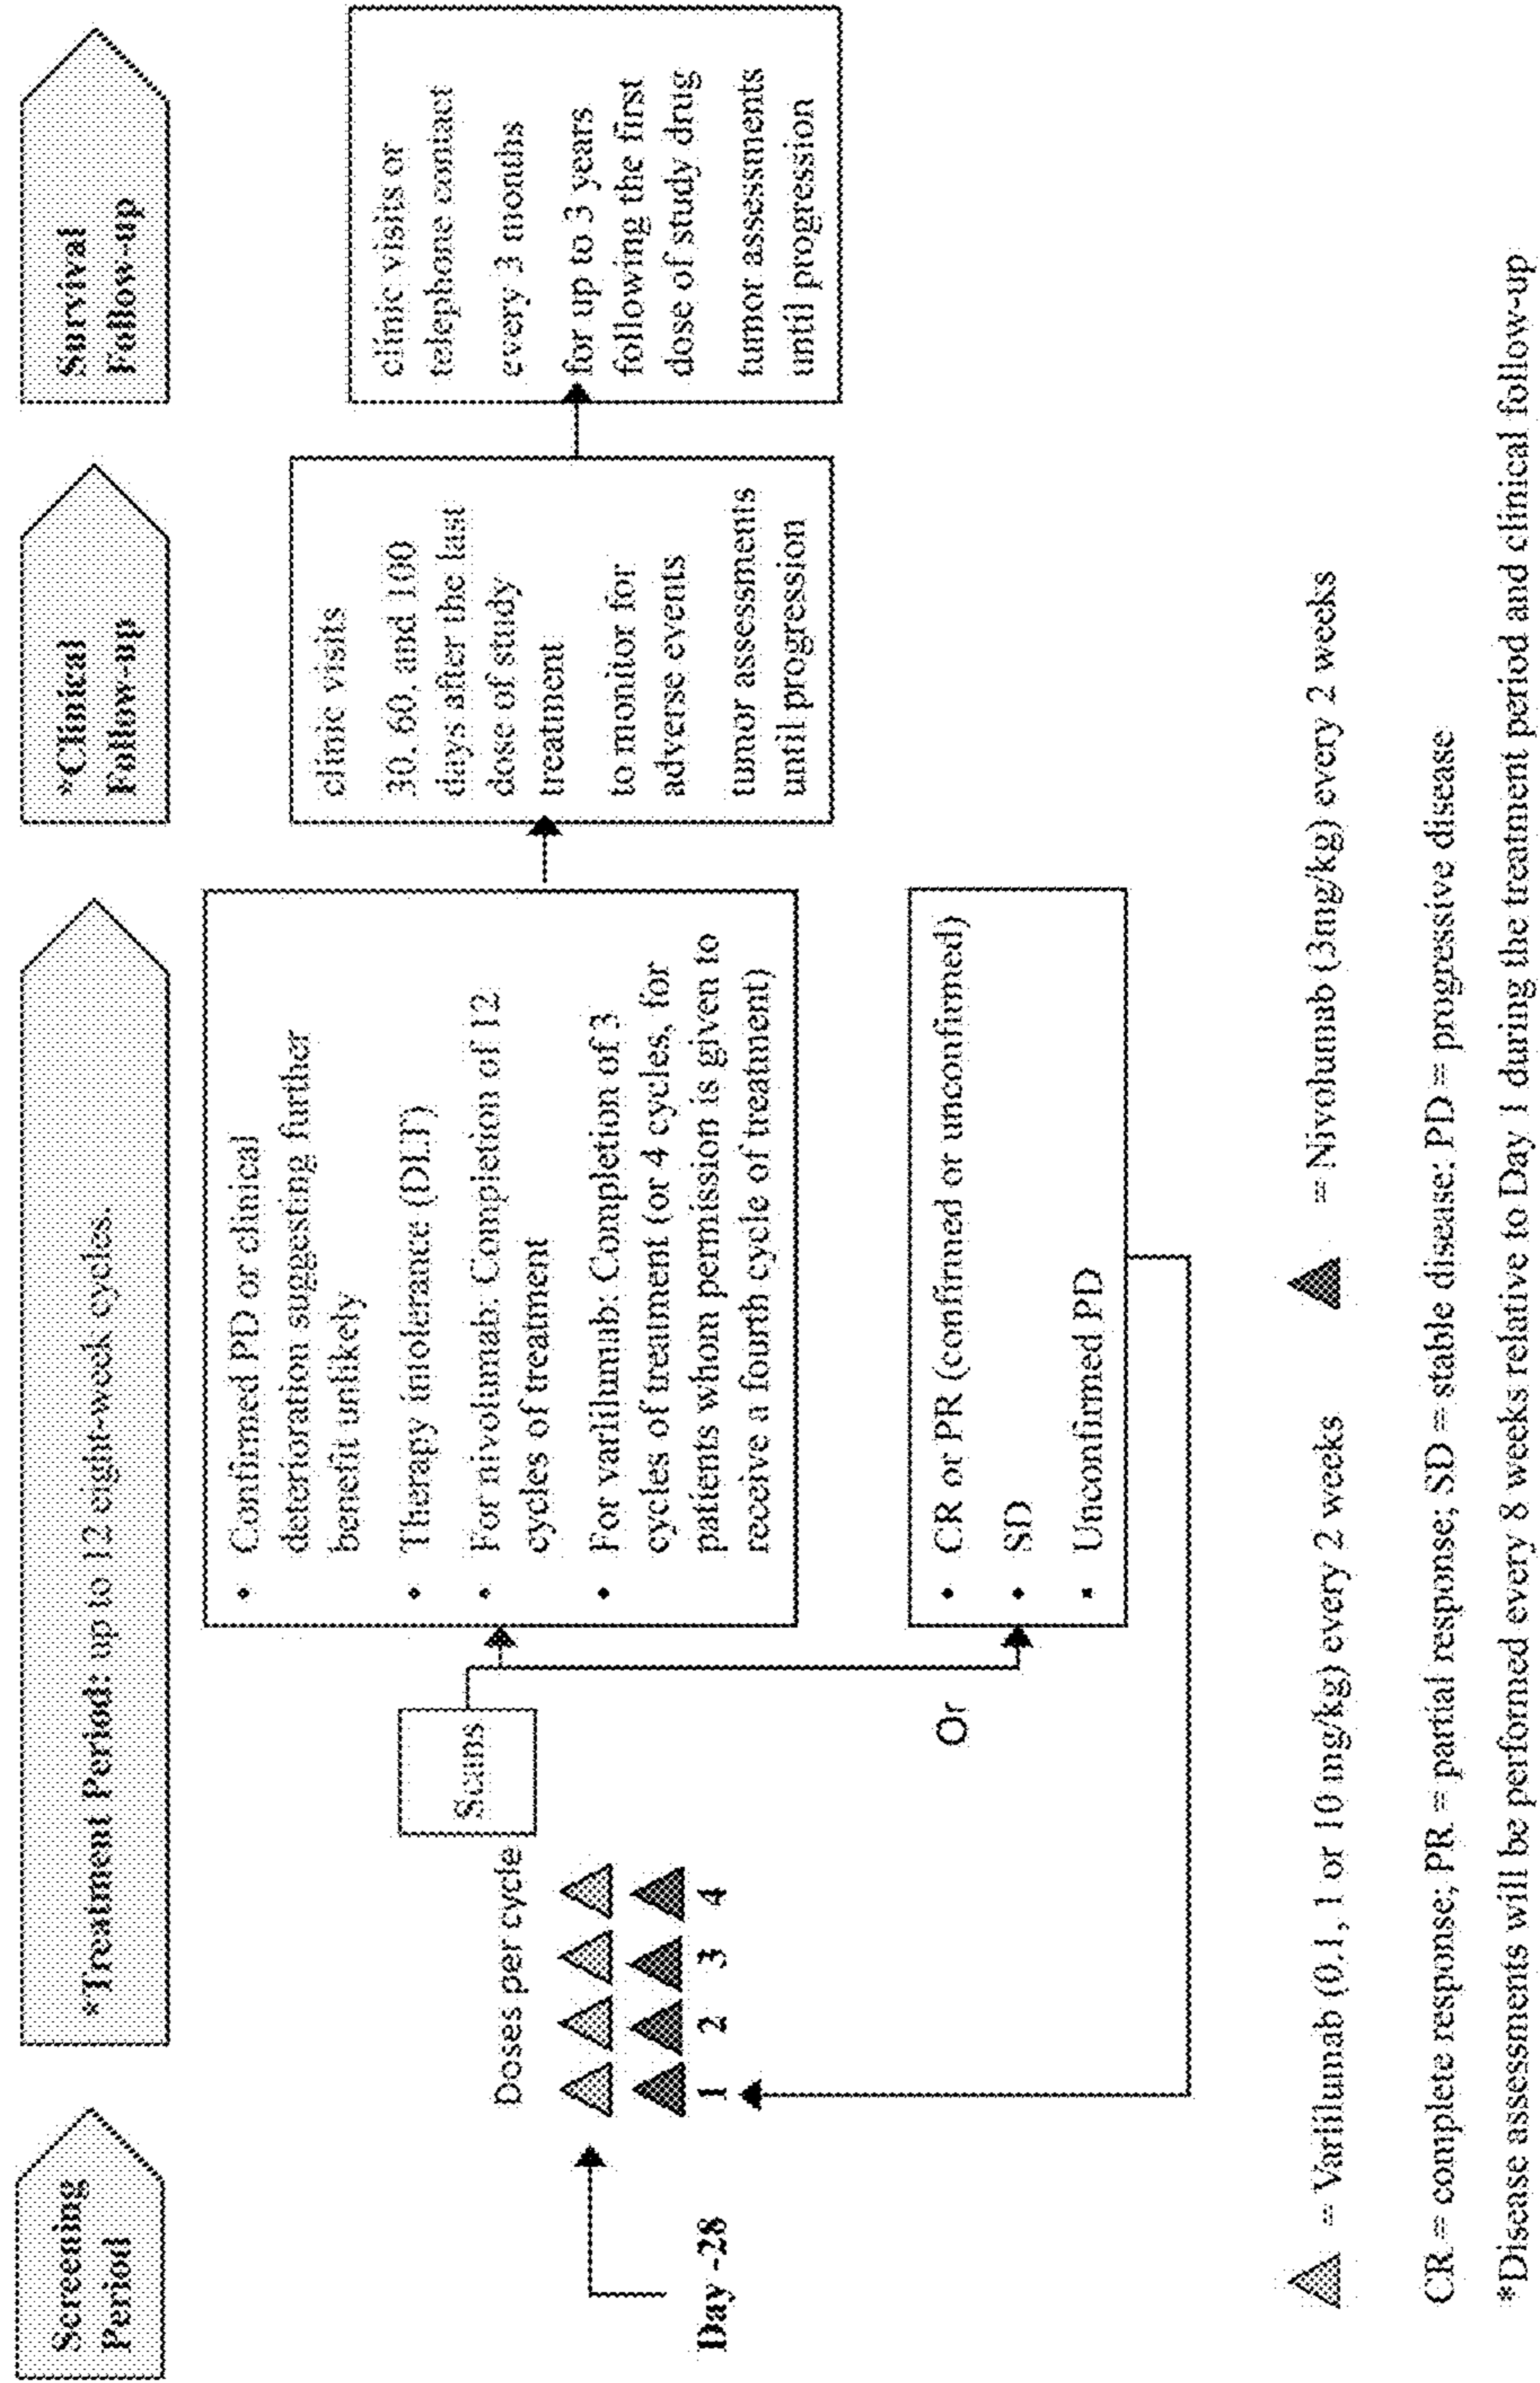 Screening
Period
*Treatment Period: up to 12 eight-week cycles.
*Clinical
Follow-up
Survival
Follow-up
Day -28
Doses per cycle
1 2 3 4
Scans
Or
• Confirmed PD or clinical
deterioration suggesting further
benefit unlikely
• Therapy intolerance (DLT)
• For nivolumab: Completion of 12
cycles of treatment
• For varlilumab: Completion of 3
cycles of treatment (or 4 cycles, for
patients whom permission is given to
receive a fourth cycle of treatment)
• CR or PR (confirmed or unconfirmed)
• SD
• Unconfirmed PD
clinic visits
30, 60, and 100
days after the last
dose of study
treatment
to monitor for
adverse events
tumor assessments
until progression
clinic visits or
telephone contact
every 3 months
for up to 3 years
following the first
dose of study drug
tumor assessments
until progression
= Varlilumab (0.1, 1 or 10 mg/kg) every 2 weeks
= Nivolumab (3mg/kg) every 2 weeks
CR = complete response; PR = partial response; SD = stable disease; PD = progressive disease
*Disease assessments will be performed every 8 weeks relative to Day 1 during the treatment period and clinical follow-up